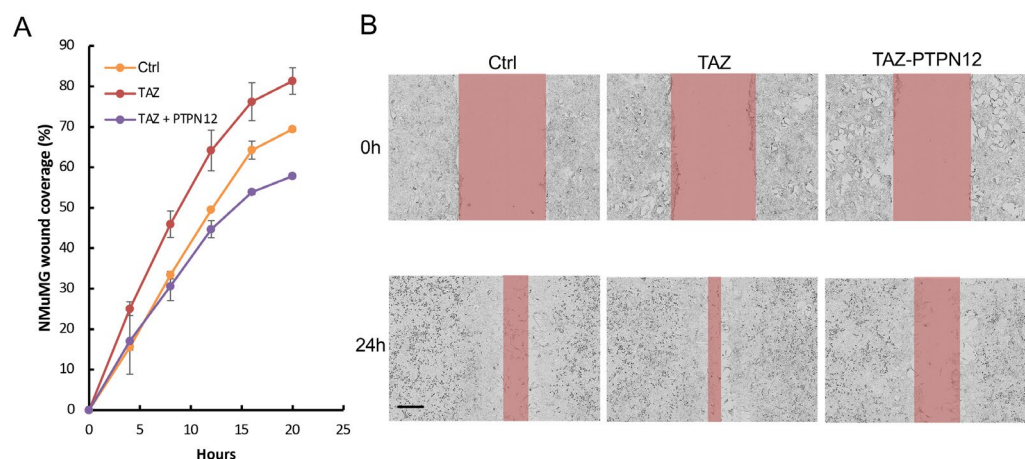 A
90
80
70
60
50
40
30
20
10
0
0 5 10 15 20 25
NMuMG wound coverage (%)
Hours
Ctrl
TAZ
TAZ + PTPN12
B
Ctrl TAZ TAZ-PTPN12
0h
24h